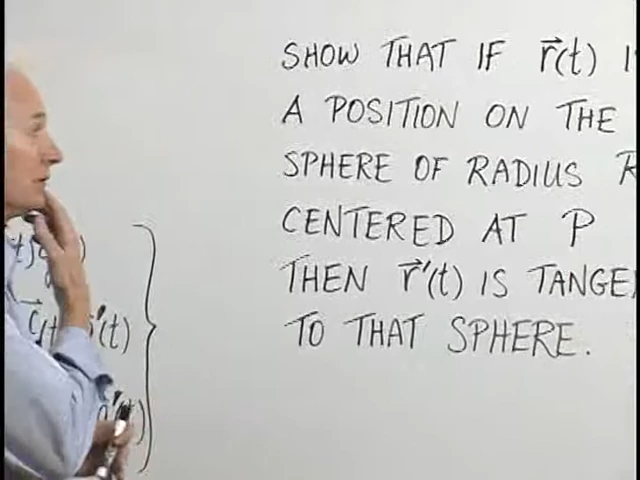 SHOW THAT IF r⃗(t)
A POSITION ON THE
SPHERE OF RADIUS R
CENTERED AT P
THEN r⃗'(t) IS TANGE
TO THAT SPHERE.
'(t)
'(t)